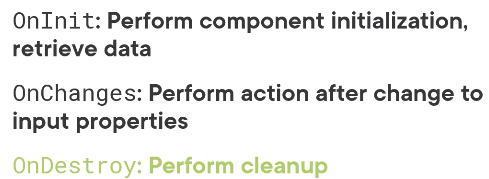 OnInit: Perform component initialization,
retrieve data
OnChanges: Perform action after change to
input properties
OnDestroy: Perform cleanup